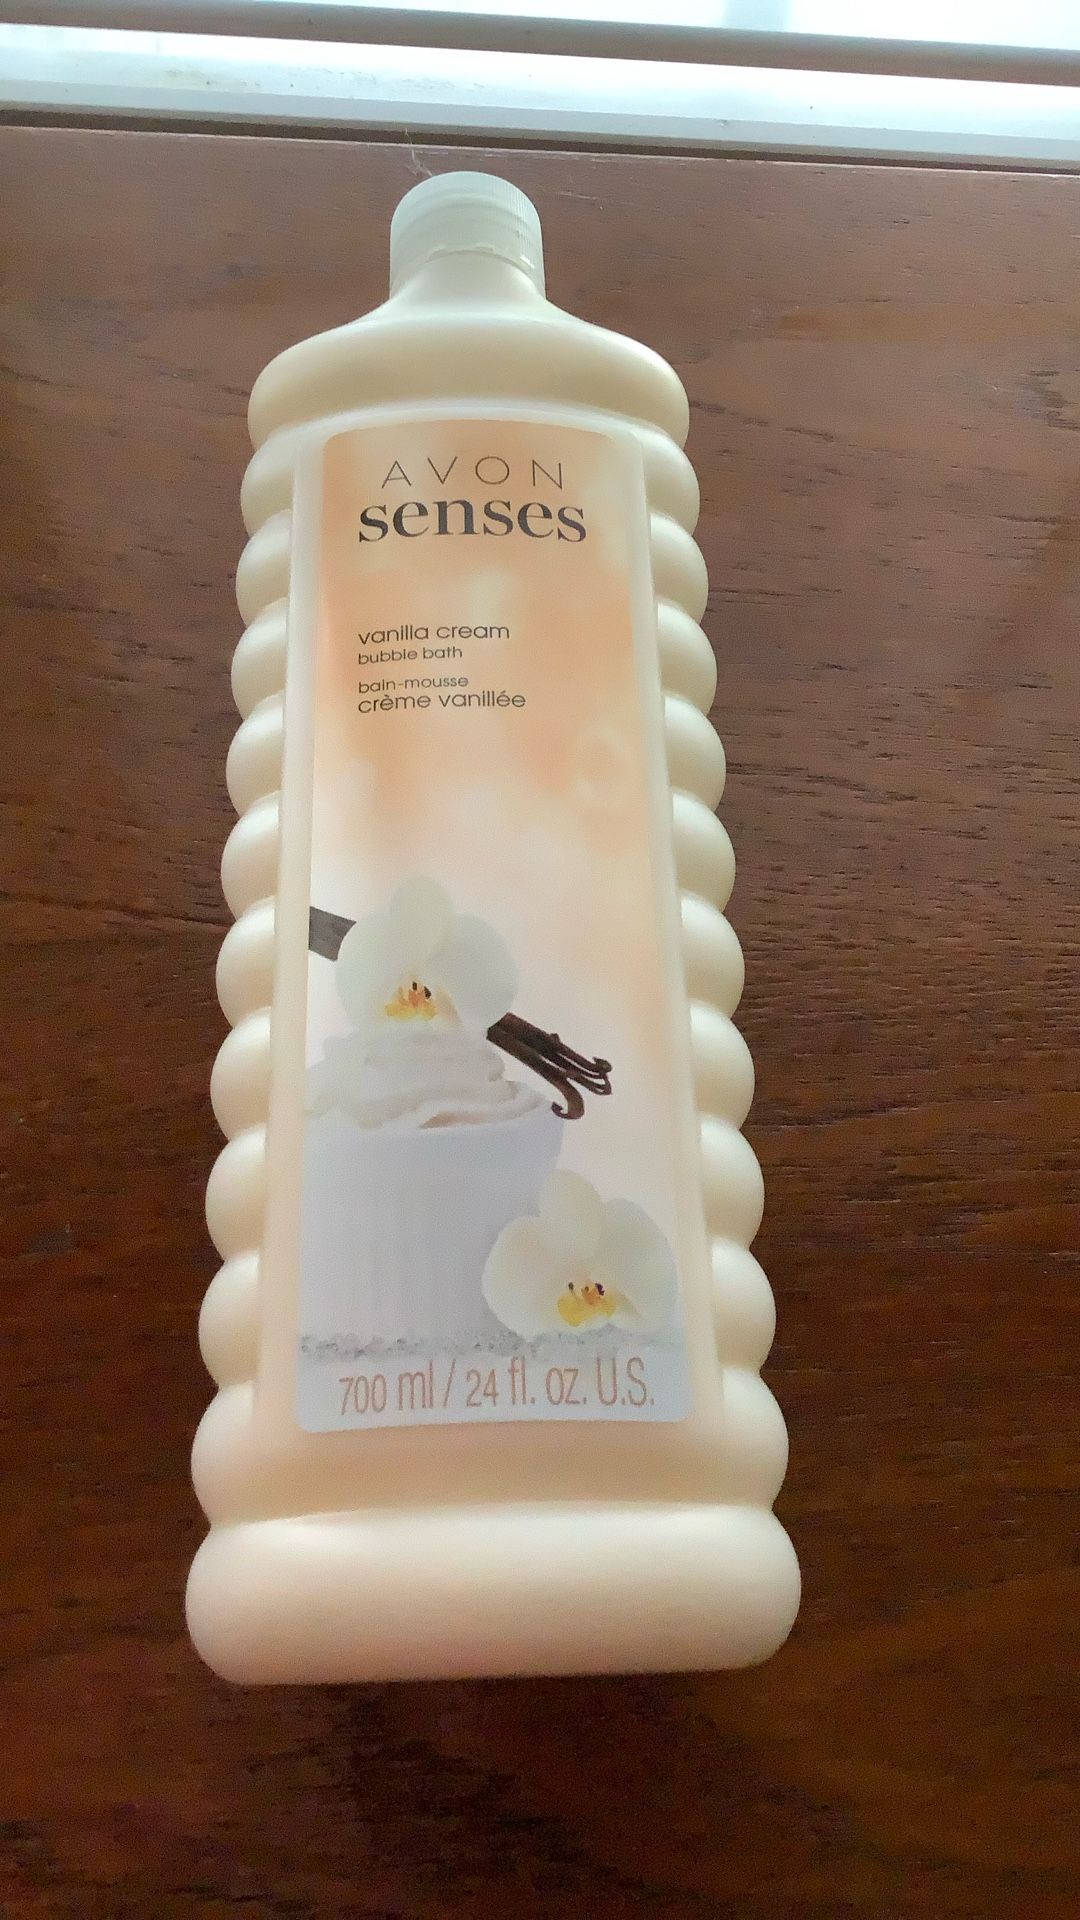 AVON
senses
vanilla cream
bubble bath
bain-mousse
crème vanillée
700 ml / 24 fl. oz. U.S.